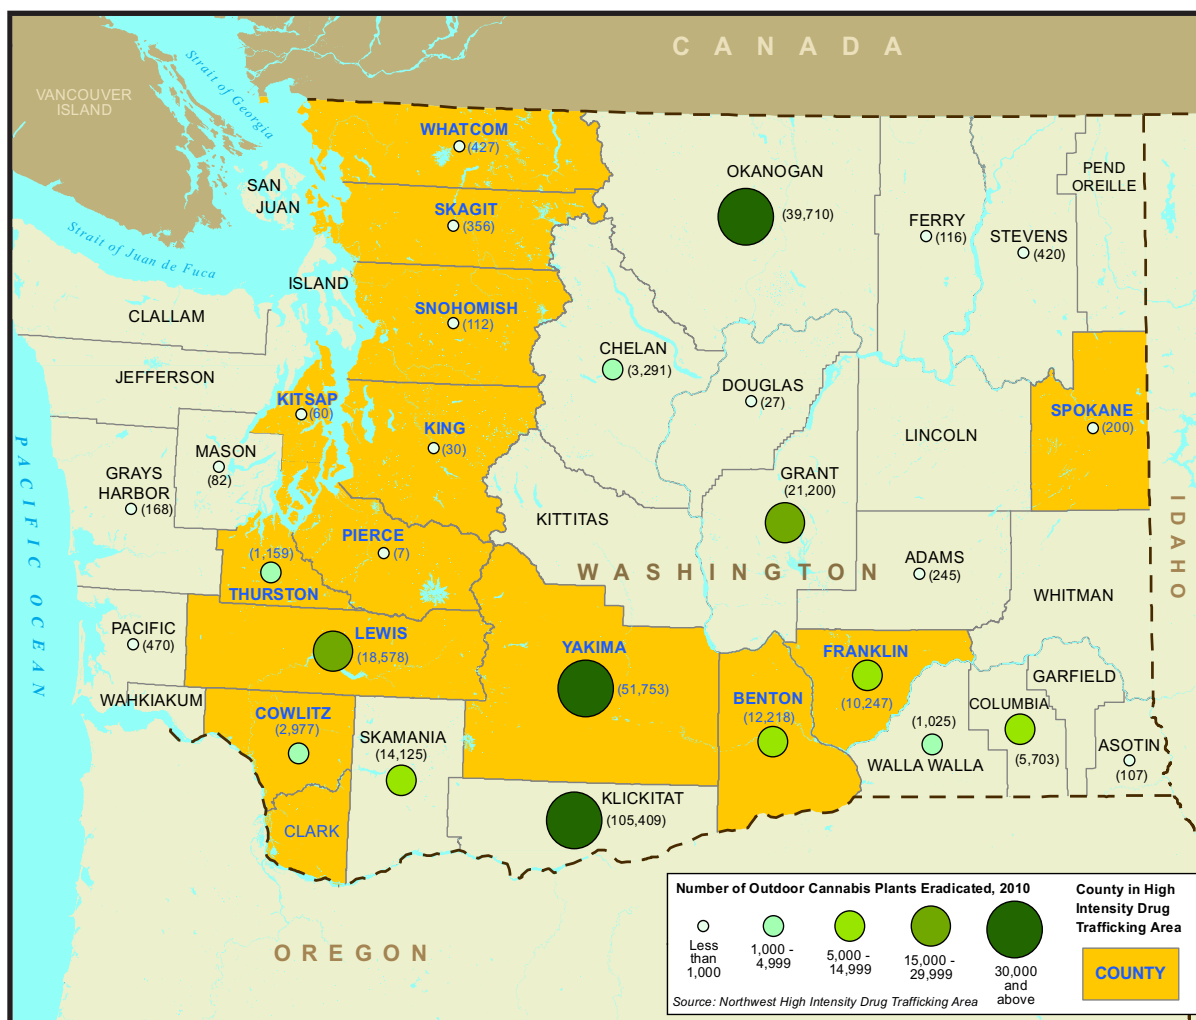 CANADA
VANCOUVER
ISLAND
Strait of Georgia
WHATCOM
(427)
SAN
JUAN
SKAGIT
(356)
OKANOGAN
(39,710)
PEND
OREILLE
FERRY
(116)
STEVENS
(420)
Strait of Juan de Fuca
ISLAND
CLALLAM
SNOHOMISH
(112)
CHELAN
(3,291)
JEFFERSON
DOUGLAS
(27)
KITSAP
(60)
KING
(30)
SPOKANE
(200)
LINCOLN
MASON
(82)
GRAYS
HARBOR
(168)
GRANT
(21,200)
KITTITAS
PIERCE
(7)
(1,159)
THURSTON
WASHINGTON
ADAMS
(245)
WHITMAN
IDAHO
PACIFIC OCEAN
PACIFIC
(470)
LEWIS
(18,578)
YAKIMA
(51,753)
FRANKLIN
(10,247)
BENTON
(12,218)
GARFIELD
WAHKIAKUM
COWLITZ
(2,977)
SKAMANIA
(14,125)
(1,025)
WALLA WALLA
COLUMBIA
(5,703)
ASOTIN
(107)
KLICKITAT
(105,409)
CLARK
OREGON
Number of Outdoor Cannabis Plants Eradicated, 2010
Less
than
1,000
1,000 -
4,999
5,000 -
14,999
15,000 -
29,999
30,000
and
above
County in High
Intensity Drug
Trafficking Area
COUNTY
Source: Northwest High Intensity Drug Trafficking Area